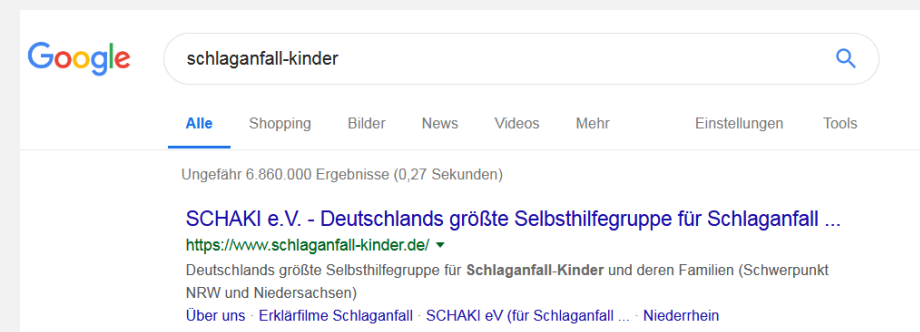 Google schlaganfall-kinder
Alle Shopping Bilder News Videos Mehr Einstellungen Tools
Ungefähr 6.860.000 Ergebnisse (0,27 Sekunden)
SCHAKI e.V. - Deutschlands größte Selbsthilfegruppe für Schlaganfall ...
https://www.schlaganfall-kinder.de/
Deutschlands größte Selbsthilfegruppe für Schlaganfall-Kinder und deren Familien (Schwerpunkt
NRW und Niedersachsen)
Über uns · Erklärfilme Schlaganfall · SCHAKI eV (für Schlaganfall ... · Niederrhein